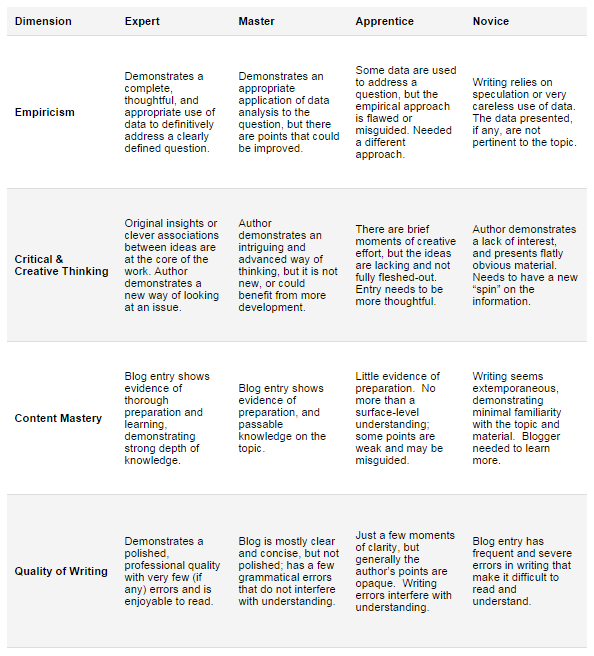 Dimension Expert Master Apprentice Novice
Empiricism
Demonstrates a
complete,
thoughtful, and
appropriate use of
data to definitively
address a clearly
defined question.
Demonstrates an
appropriate
application of data
analysis to the
question, but there
are points that could
be improved.
Some data are used
to address a
question, but the
empirical approach
is flawed or
misguided. Needed
a different
approach.
Writing relies on
speculation or very
careless use of data.
The data presented,
if any, are not
pertinent to the topic.
Critical &
Creative Thinking
Original insights or
clever associations
between ideas are
at the core of the
work. Author
demonstrates a
new way of looking
at an issue.
Author
demonstrates an
intriguing and
advanced way of
thinking, but it is not
new, or could
benefit from more
development.
There are brief
moments of creative
effort, but the ideas
are lacking and not
fully fleshed-out.
Entry needs to be
more thoughtful.
Author demonstrates
a lack of interest,
and presents flatly
obvious material.
Needs to have a new
“spin” on the
information.
Content Mastery
Blog entry shows
evidence of
thorough
preparation and
learning,
demonstrating
strong depth of
knowledge.
Blog entry shows
evidence of
preparation, and
passable
knowledge on the
topic.
Little evidence of
preparation.  No
more than a
surface-level
understanding;
some points are
weak and may be
misguided.
Writing seems
extemporaneous,
demonstrating
minimal familiarity
with the topic and
material.  Blogger
needed to learn
more.
Quality of Writing
Demonstrates a
polished,
professional quality
with very few (if
any) errors and is
enjoyable to read.
Blog is mostly clear
and concise, but not
polished; has a few
grammatical errors
that do not interfere
with understanding.
Just a few moments
of clarity, but
generally the
author’s points are
opaque.  Writing
errors interfere with
understanding.
Blog entry has
frequent and severe
errors in writing that
make it difficult to
read and
understand.